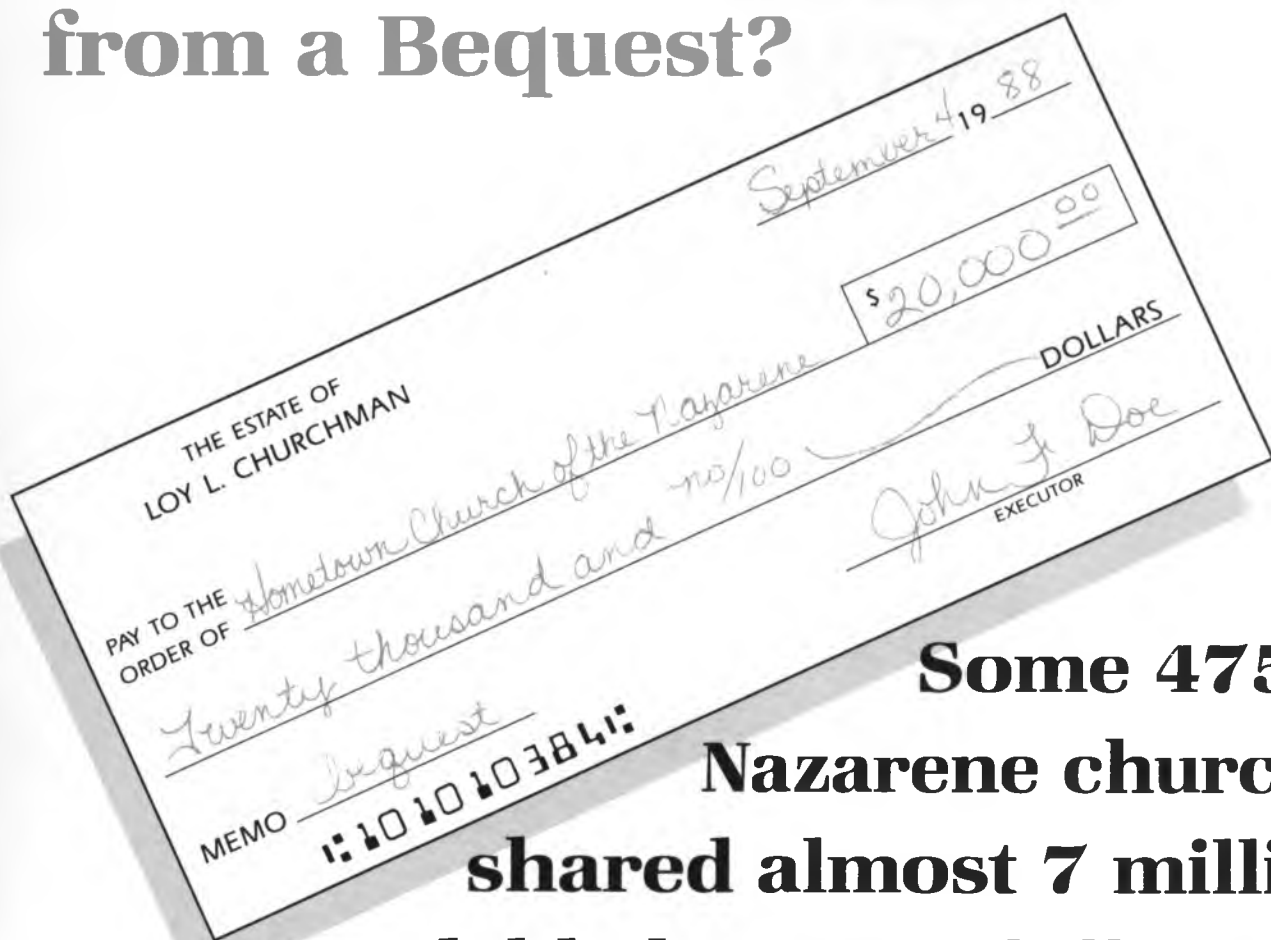 from a Bequest?
September 4 19 88
$ 20,000 00
THE ESTATE OF
LOY L. CHURCHMAN
PAY TO THE
ORDER OF Hometown Church of the Nazarene
Twenty thousand and no/100 DOLLARS
John F Doe
EXECUTOR
MEMO bequest
⑆101010384⑆
Some 475
Nazarene churc
shared almost 7 milli